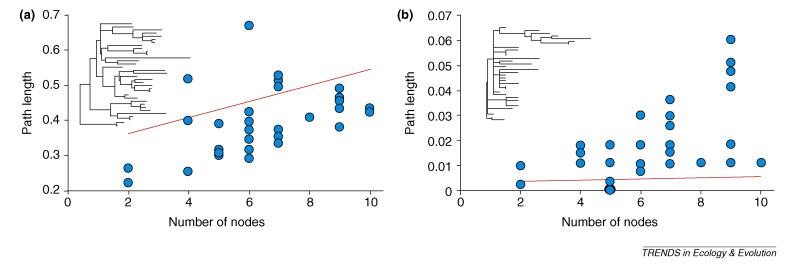 (a)
Path length
0.7
0.6
0.5
0.4
0.3
0.2
0 2 4 6 8 10
Number of nodes
(b)
Path length
0.07
0.06
0.05
0.04
0.03
0.02
0.01
0
0 2 4 6 8 10
Number of nodes
TRENDS in Ecology & Evolution